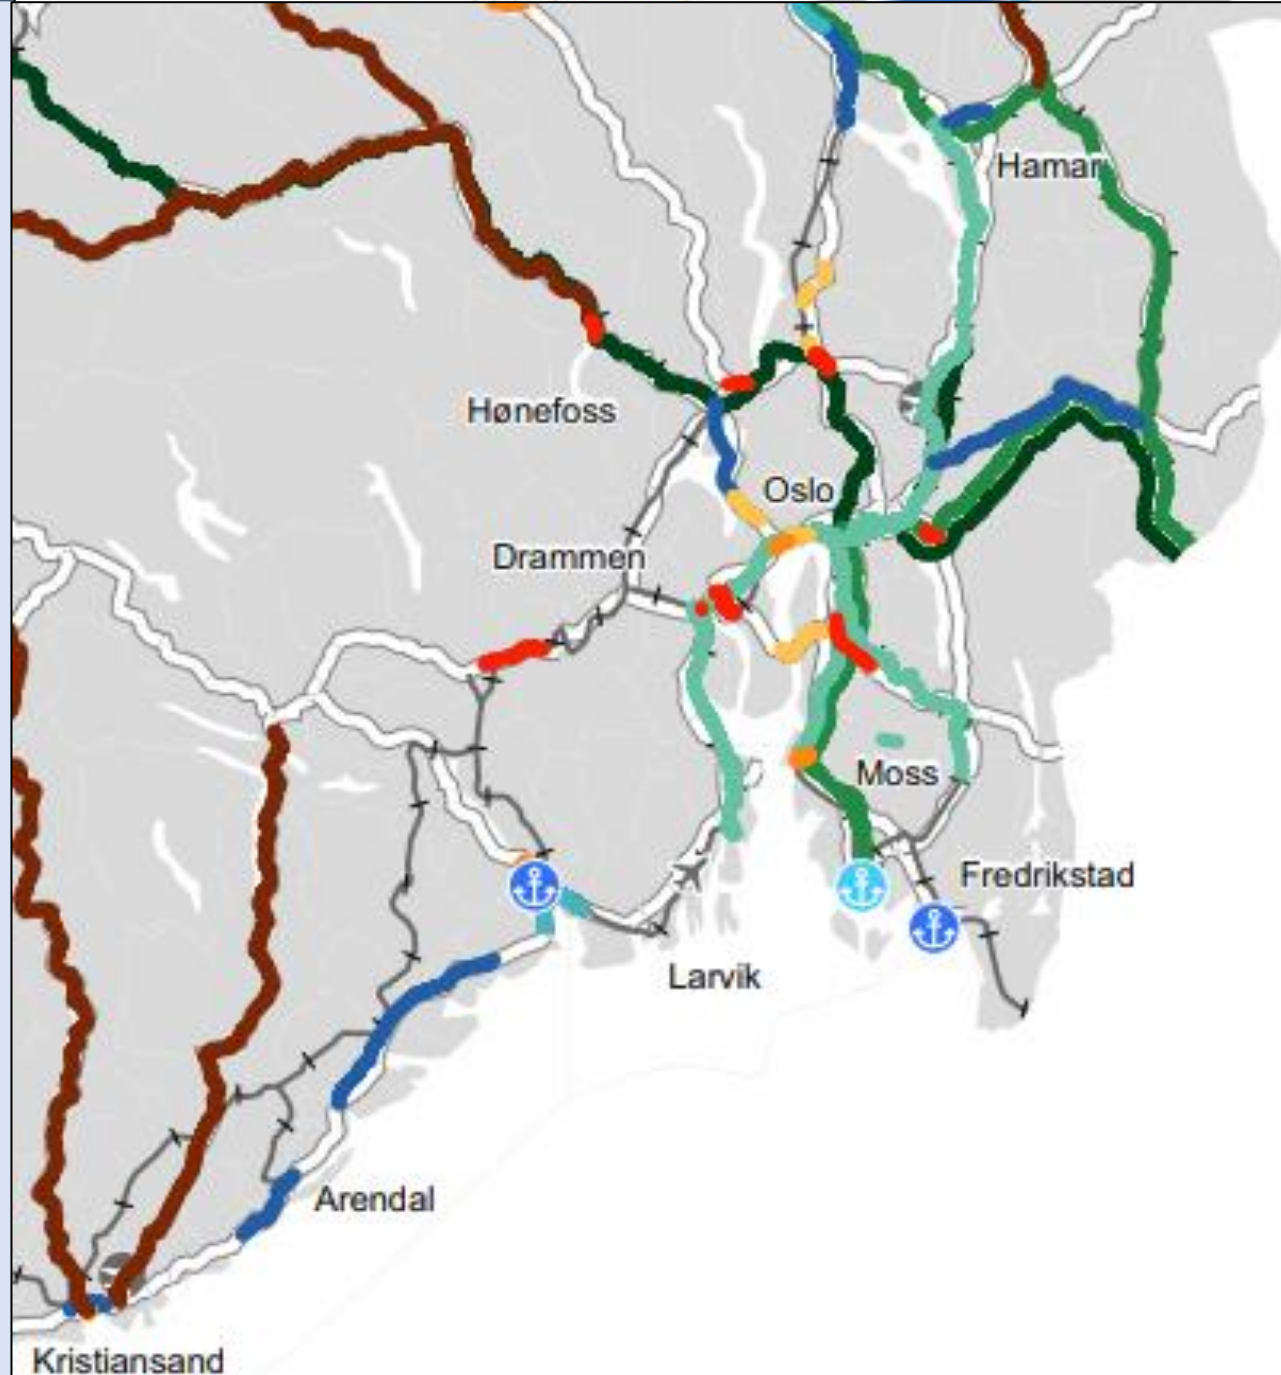 Hamar
Hønefoss
Oslo
Drammen
Moss
Fredrikstad
Larvik
Arendal
Kristiansand